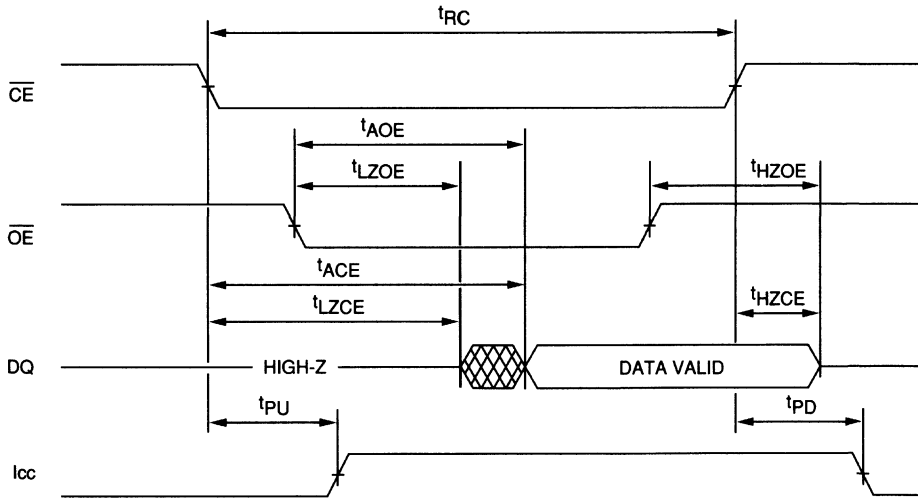 tRC
CE
tAOE
tLZOE
tHZOE
OE
tACE
tLZCE
tHZCE
DQ
HIGH-Z
DATA VALID
tPU
tPD
Icc